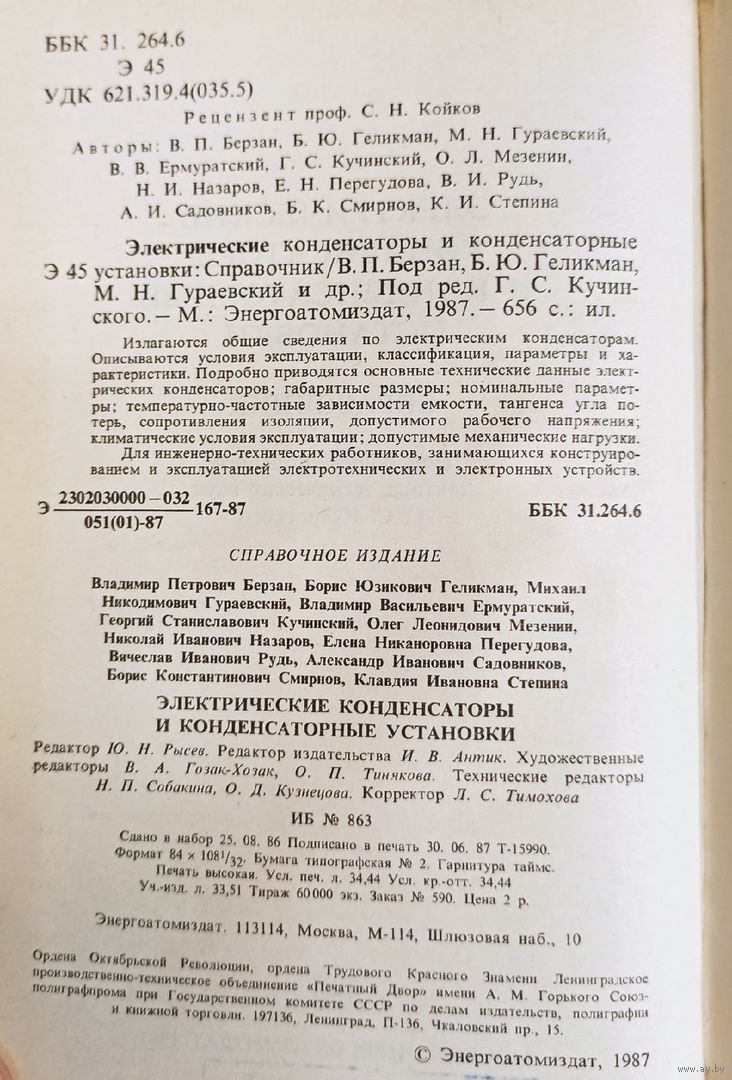 ББК 31. 264.6
Э 45
УДК 621.319.4(035.5)
Рецензент проф. С. Н. Койков
Авторы: В. П. Берзан, Б. Ю. Геликман, М. Н. Гураевский,
В. В. Ермуратский, Г. С. Кучинский, О. Л. Мезенин,
Н. И. Назаров, Е. Н. Перегудова, В. И. Рудь,
А. И. Садовников, Б. К. Смирнов, К. И. Степина
Электрические конденсаторы и конденсаторные
Э 45 установки: Справочник/В. П. Берзан, Б. Ю. Геликман,
М. Н. Гураевский и др.; Под ред. Г. С. Кучин-
ского. — М.: Энергоатомиздат, 1987. — 656 с.: ил.
Излагаются общие сведения по электрическим конденсаторам.
Описываются условия эксплуатации, классификация, параметры и ха-
рактеристики. Подробно приводятся основные технические данные элект-
рических конденсаторов; габаритные размеры; номинальные парамет-
ры; температурно-частотные зависимости емкости, тангенса угла по-
терь, сопротивления изоляции, допустимого рабочего напряжения;
климатические условия эксплуатации; допустимые механические нагрузки.
Для инженерно-технических работников, занимающихся конструиро-
ванием и эксплуатацией электротехнических и электронных устройств.
Э 2302030000—032
051(01)-87
167-87
ББК 31.264.6
СПРАВОЧНОЕ ИЗДАНИЕ
Владимир Петрович Берзан, Борис Юзикович Геликман, Михаил
Никодимович Гураевский, Владимир Васильевич Ермуратский,
Георгий Станиславович Кучинский, Олег Леонидович Мезенин,
Николай Иванович Назаров, Елена Никаноровна Перегудова,
Вячеслав Иванович Рудь, Александр Иванович Садовников,
Борис Константинович Смирнов, Клавдия Ивановна Степина
ЭЛЕКТРИЧЕСКИЕ КОНДЕНСАТОРЫ
И КОНДЕНСАТОРНЫЕ УСТАНОВКИ
Редактор Ю. Н. Рысев. Редактор издательства И. В. Антик. Художественные
редакторы В. А. Гозак-Хозак, О. П. Тинякова. Технические редакторы
Н. П. Собакина, О. Д. Кузнецова. Корректор Л. С. Тимохова
ИБ № 863
Сдано в набор 25. 08. 86 Подписано в печать 30. 06. 87 Т-15990.
Формат 84 × 108 1/32. Бумага типографская № 2. Гарнитура таймс.
Печать высокая. Усл. печ. л. 34,44 Усл. кр.-отт. 34,44
Уч.-изд. л. 33,51 Тираж 60 000 экз. Заказ № 590. Цена 2 р.
Энергоатомиздат. 113114, Москва, М-114, Шлюзовая наб., 10
Ордена Октябрьской Революции, ордена Трудового Красного Знамени Ленинградское
производственно-техническое объединение «Печатный Двор» имени А. М. Горького Союз-
полиграфпрома при Государственном комитете СССР по делам издательств, полиграфии
и книжной торговли. 197136, Ленинград, П-136, Чкаловский пр., 15.
© Энергоатомиздат, 1987
www.ay.by